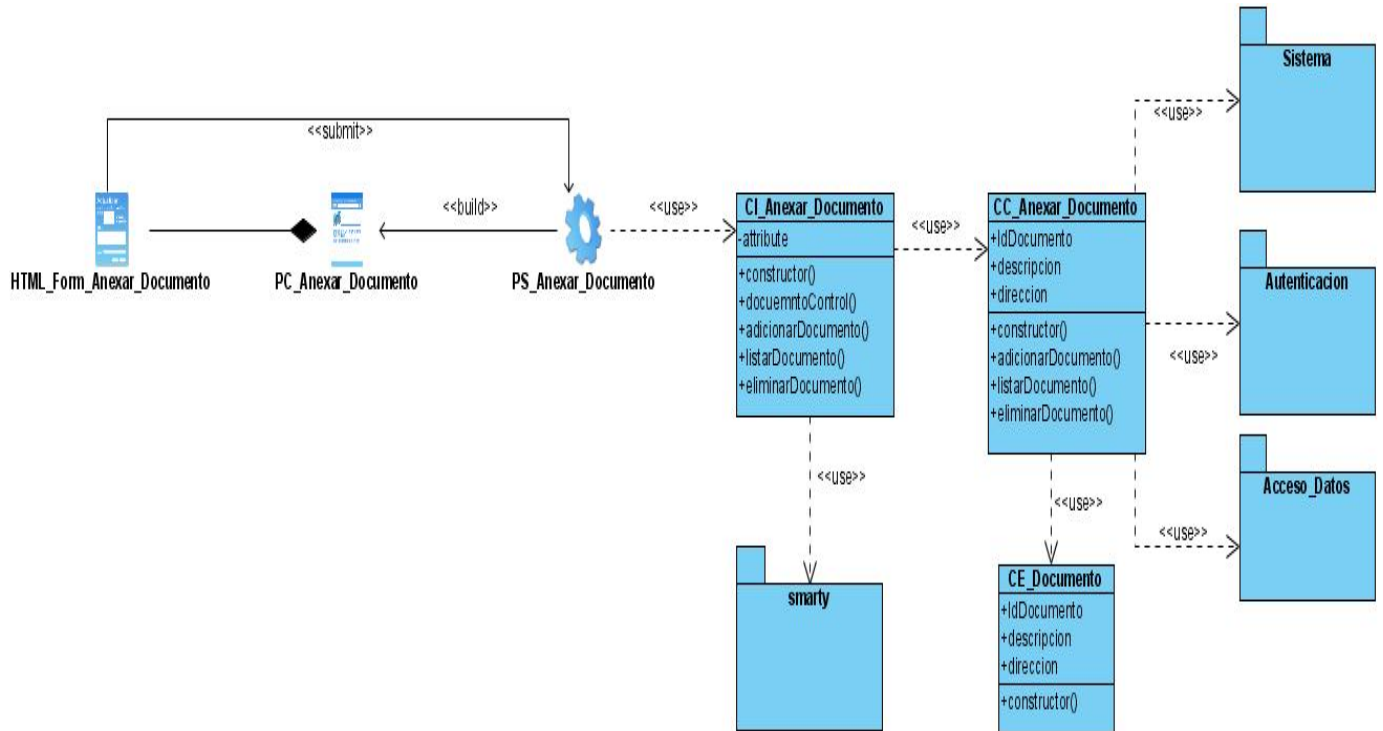 Sistema
<<use>>
<<submit>>
HTML_Form_Anexar_Documento
PC_Anexar_Documento
<<build>>
PS_Anexar_Documento
<<use>>
CI_Anexar_Documento
-attribute
+constructor()
+docuemntoControl()
+adicionarDocumento()
+listarDocumento()
+eliminarDocumento()
<<use>>
CC_Anexar_Documento
+IdDocumento
+descripcion
+direccion
+constructor()
+adicionarDocumento()
+listarDocumento()
+eliminarDocumento()
Autenticacion
<<use>>
Acceso_Datos
<<use>>
<<use>>
smarty
<<use>>
CE_Documento
+IdDocumento
+descripcion
+direccion
+constructor()